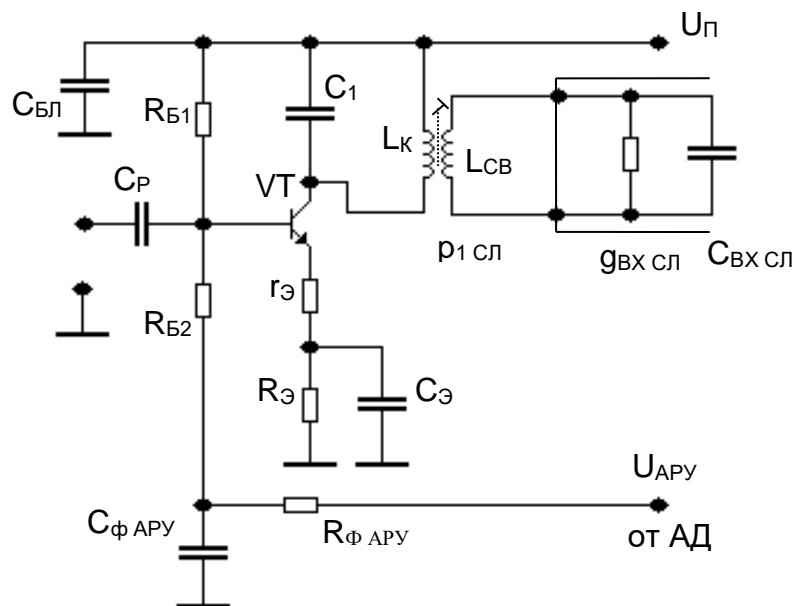 UП
CБЛ
RБ1
C1
LК
LСВ
CР
VT
p1 СЛ
gВХ СЛ
CВХ СЛ
rЭ
RБ2
RЭ
CЭ
UАРУ
Cф АРУ
RФ АРУ
от АД